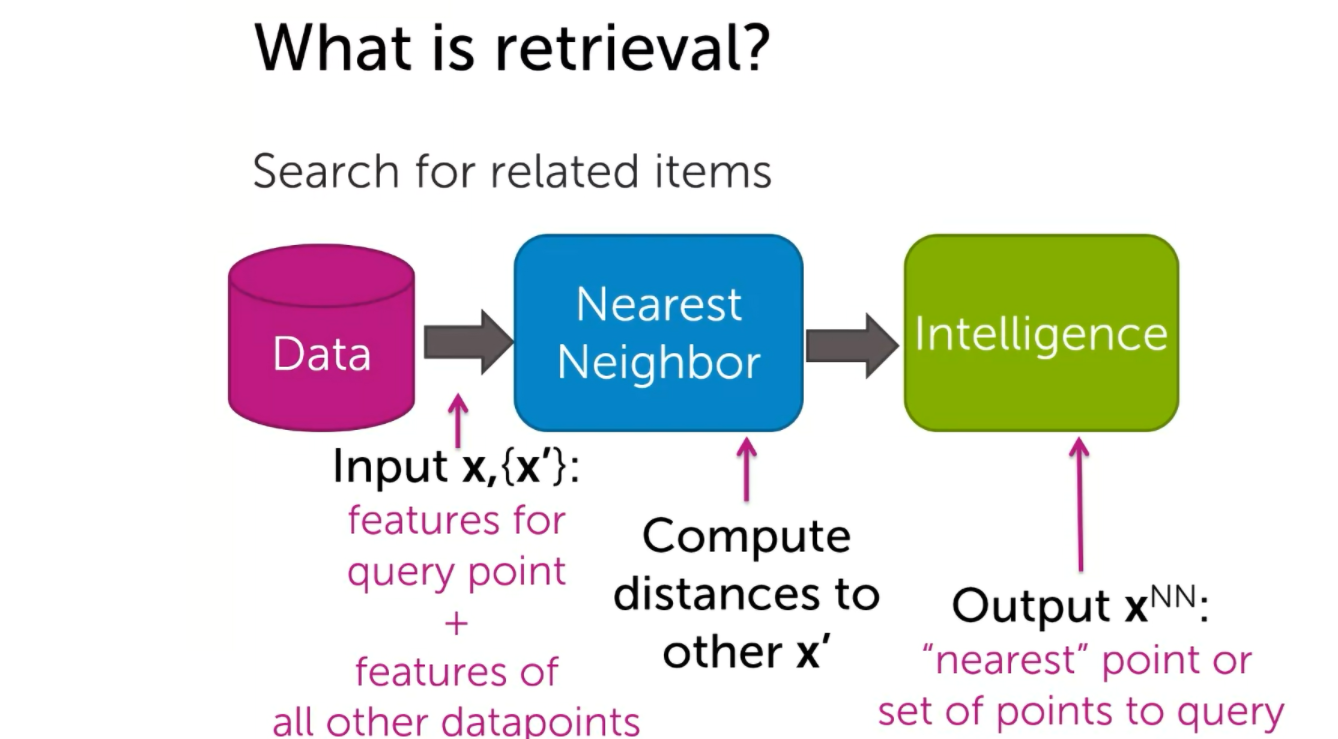 What is retrieval?
Search for related items
Data
Nearest
Neighbor
Intelligence
Input x,{x′}:
features for
query point
+
features of
all other datapoints
Compute
distances to
other x′
Output xᴺᴺ:
“nearest” point or
set of points to query